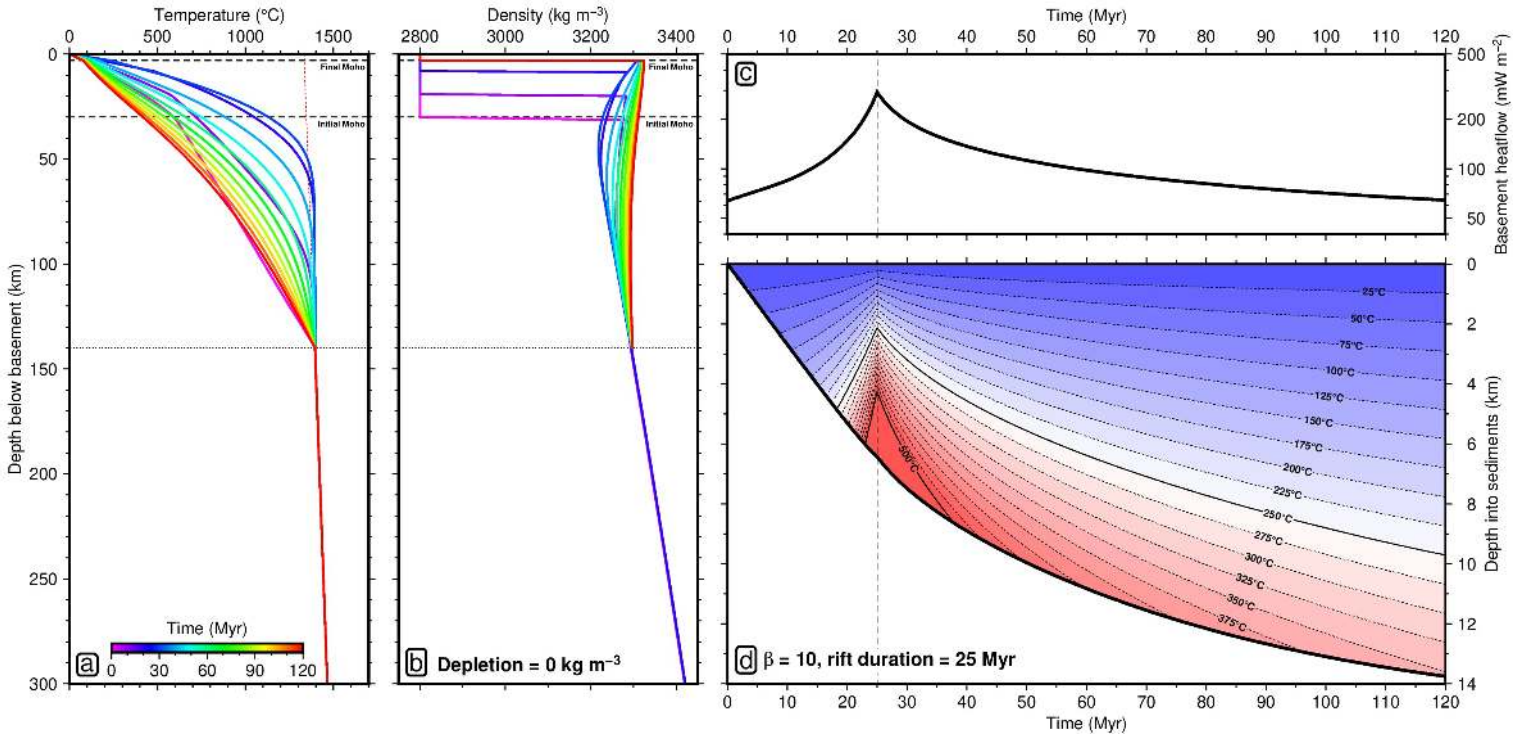 Temperature (°C)
0 500 1000 1500
0
50
100
150
200
250
300
Depth below basement (km)
Final Moho
Initial Moho
Time (Myr)
0 30 60 90 120
a
Density (kg m⁻³)
2800 3000 3200 3400
Final Moho
Initial Moho
b Depletion = 0 kg m⁻³
Time (Myr)
0 10 20 30 40 50 60 70 80 90 100 110 120
c
500
200
100
50
Basement heatflow (mW m⁻²)
0
2
4
6
8
10
12
14
Depth into sediments (km)
25°C
50°C
75°C
100°C
125°C
150°C
175°C
200°C
225°C
250°C
275°C
300°C
325°C
350°C
375°C
500°C
d β = 10, rift duration = 25 Myr
0 10 20 30 40 50 60 70 80 90 100 110 120
Time (Myr)